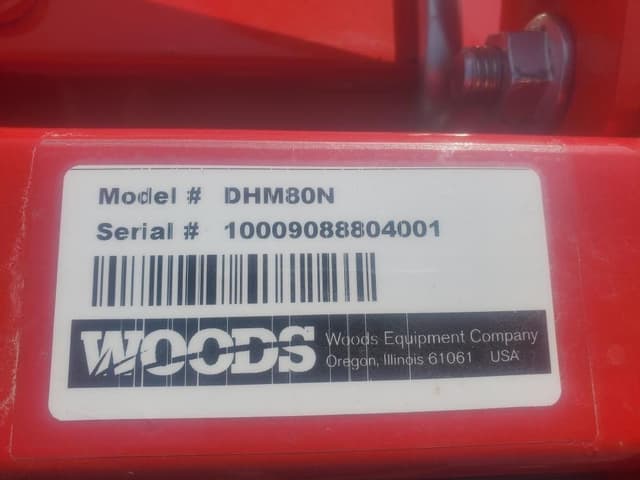 Model # DHM80N
Serial # 10009088804001
WOODS
Woods Equipment Company
Oregon, Illinois 61061 USA